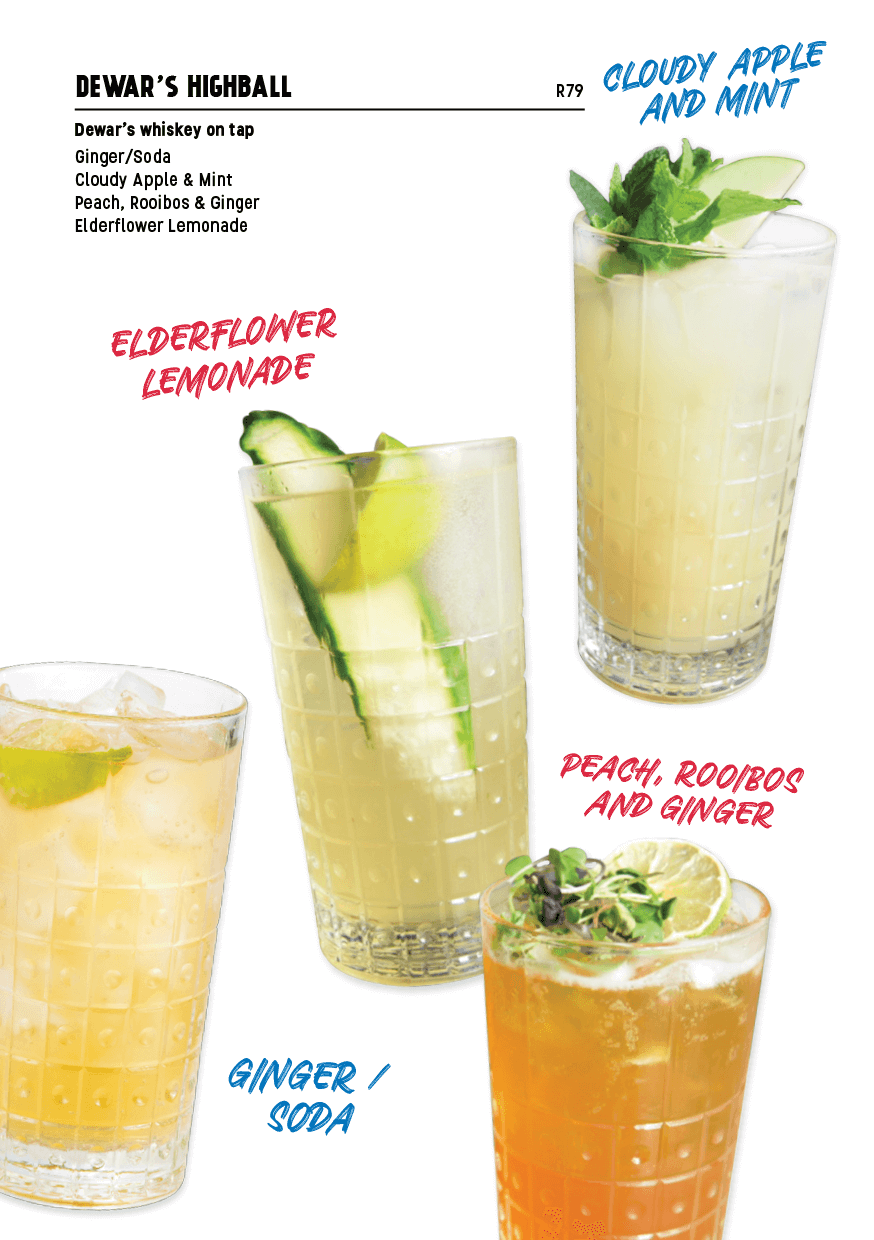 DEWAR'S HIGHBALL R79
Dewar's whiskey on tap
Ginger/Soda
Cloudy Apple & Mint
Peach, Rooibos & Ginger
Elderflower Lemonade
CLOUDY APPLE
AND MINT
ELDERFLOWER
LEMONADE
PEACH, ROOIBOS
AND GINGER
GINGER /
SODA